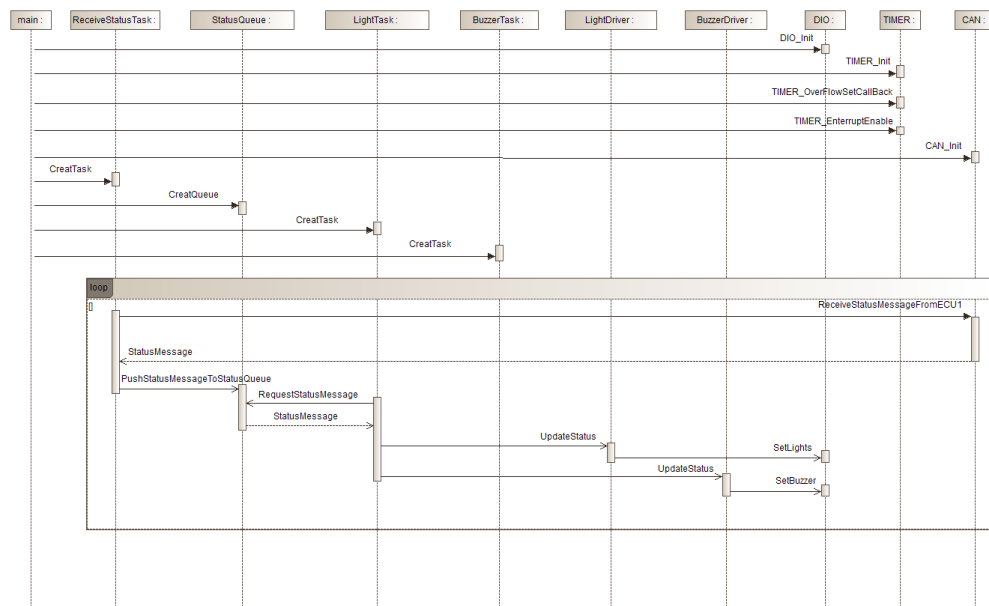 main :
ReceiveStatusTask :
StatusQueue :
LightTask :
BuzzerTask :
LightDriver :
BuzzerDriver :
DIO :
TIMER :
CAN :
DIO_Init
TIMER_Init
TIMER_OverFlowSetCallBack
TIMER_EnterruptEnable
CAN_Init
CreatTask
CreatQueue
CreatTask
CreatTask
loop
[]
ReceiveStatusMessageFromECU1
StatusMessage
PushStatusMessageToStatusQueue
RequestStatusMessage
StatusMessage
UpdateStatus
SetLights
UpdateStatus
SetBuzzer